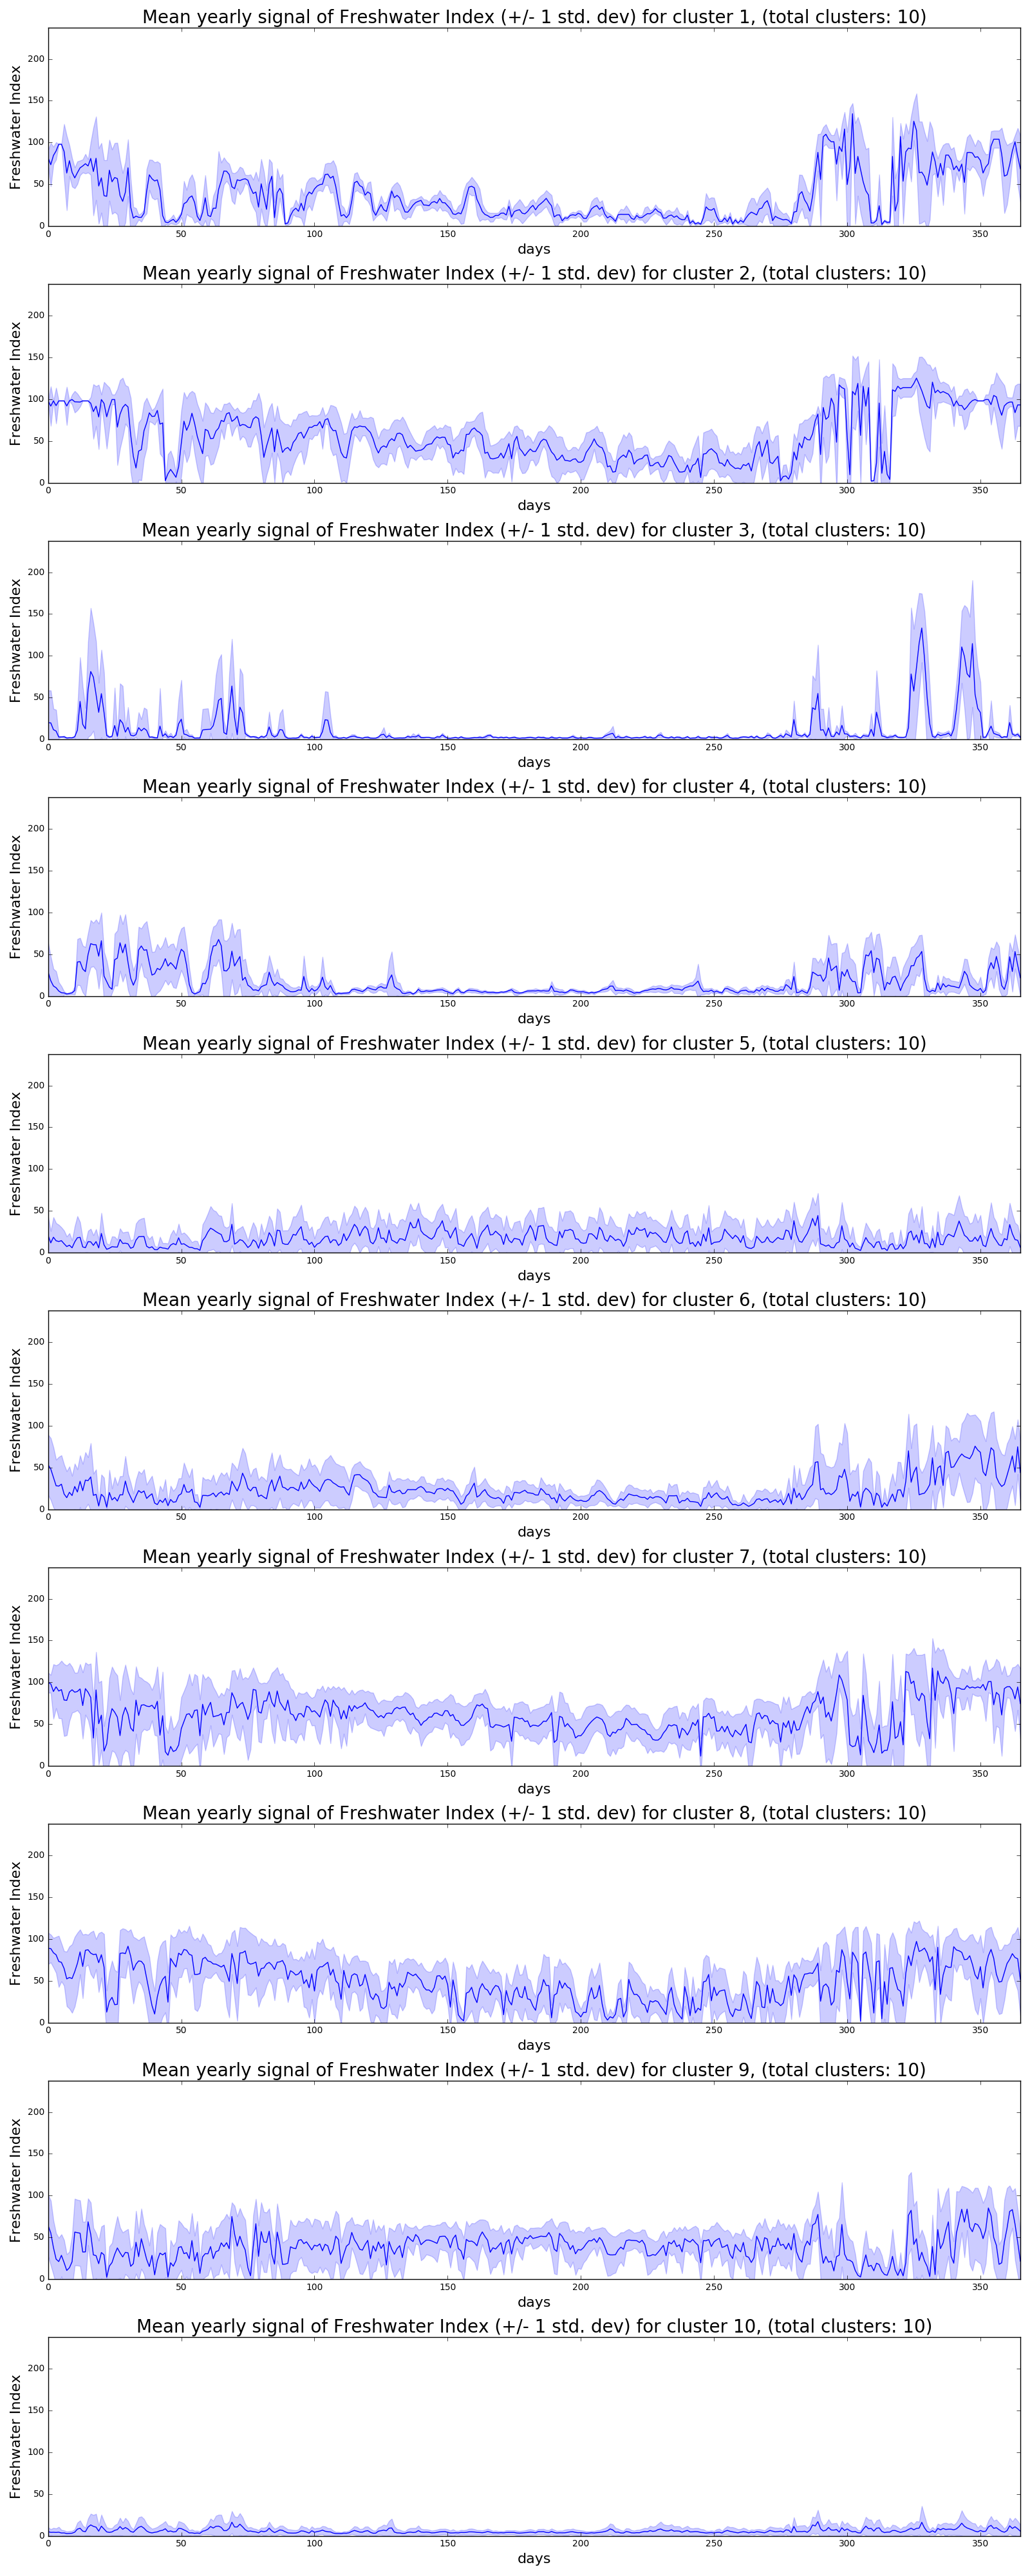 Mean yearly signal of Freshwater Index (+/- 1 std. dev) for cluster 1, (total clusters: 10)
200
150
100
50
0
Freshwater Index
0 50 100 150 200 250 300 350
days
Mean yearly signal of Freshwater Index (+/- 1 std. dev) for cluster 2, (total clusters: 10)
200
150
100
50
0
Freshwater Index
0 50 100 150 200 250 300 350
days
Mean yearly signal of Freshwater Index (+/- 1 std. dev) for cluster 3, (total clusters: 10)
200
150
100
50
0
Freshwater Index
0 50 100 150 200 250 300 350
days
Mean yearly signal of Freshwater Index (+/- 1 std. dev) for cluster 4, (total clusters: 10)
200
150
100
50
0
Freshwater Index
0 50 100 150 200 250 300 350
days
Mean yearly signal of Freshwater Index (+/- 1 std. dev) for cluster 5, (total clusters: 10)
200
150
100
50
0
Freshwater Index
0 50 100 150 200 250 300 350
days
Mean yearly signal of Freshwater Index (+/- 1 std. dev) for cluster 6, (total clusters: 10)
200
150
100
50
0
Freshwater Index
0 50 100 150 200 250 300 350
days
Mean yearly signal of Freshwater Index (+/- 1 std. dev) for cluster 7, (total clusters: 10)
200
150
100
50
0
Freshwater Index
0 50 100 150 200 250 300 350
days
Mean yearly signal of Freshwater Index (+/- 1 std. dev) for cluster 8, (total clusters: 10)
200
150
100
50
0
Freshwater Index
0 50 100 150 200 250 300 350
days
Mean yearly signal of Freshwater Index (+/- 1 std. dev) for cluster 9, (total clusters: 10)
200
150
100
50
0
Freshwater Index
0 50 100 150 200 250 300 350
days
Mean yearly signal of Freshwater Index (+/- 1 std. dev) for cluster 10, (total clusters: 10)
200
150
100
50
0
Freshwater Index
0 50 100 150 200 250 300 350
days